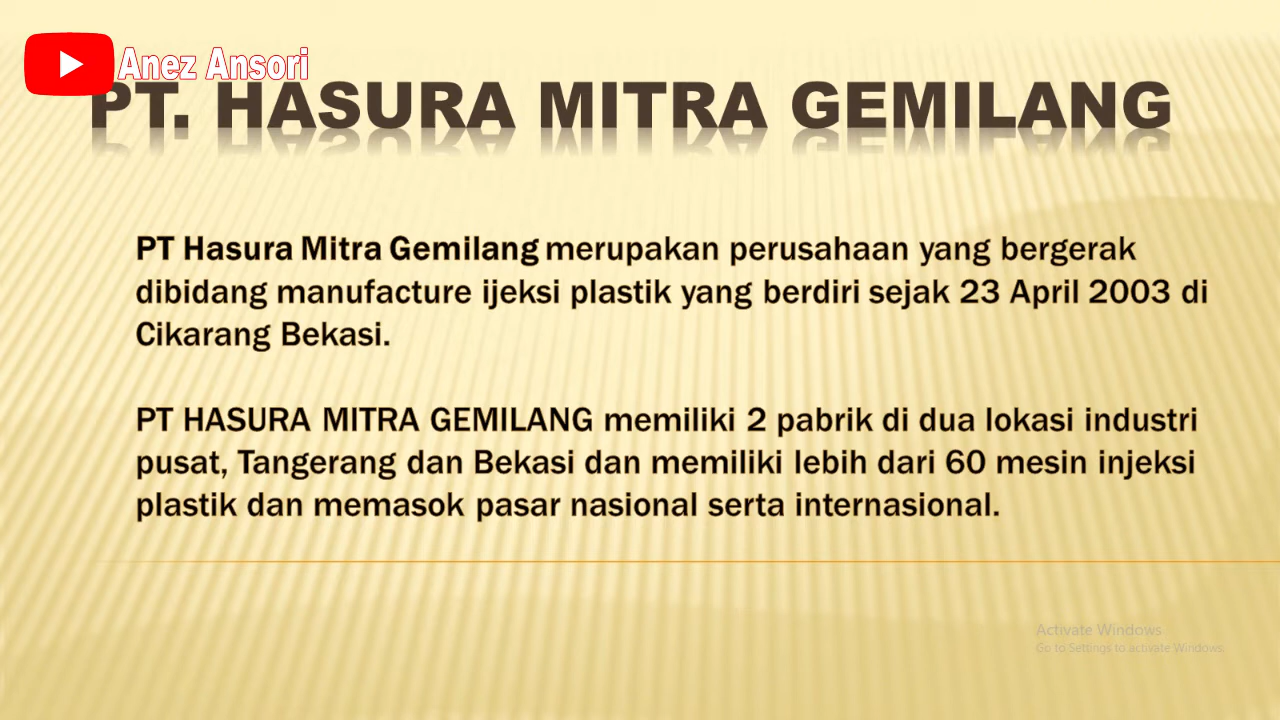 Anez Ansori
PT. HASURA MITRA GEMILANG
PT Hasura Mitra Gemilang merupakan perusahaan yang bergerak
dibidang manufacture ijeksi plastik yang berdiri sejak 23 April 2003 di
Cikarang Bekasi.
PT HASURA MITRA GEMILANG memiliki 2 pabrik di dua lokasi industri
pusat, Tangerang dan Bekasi dan memiliki lebih dari 60 mesin injeksi
plastik dan memasok pasar nasional serta internasional.
Activate Windows
Go to Settings to activate Windows.